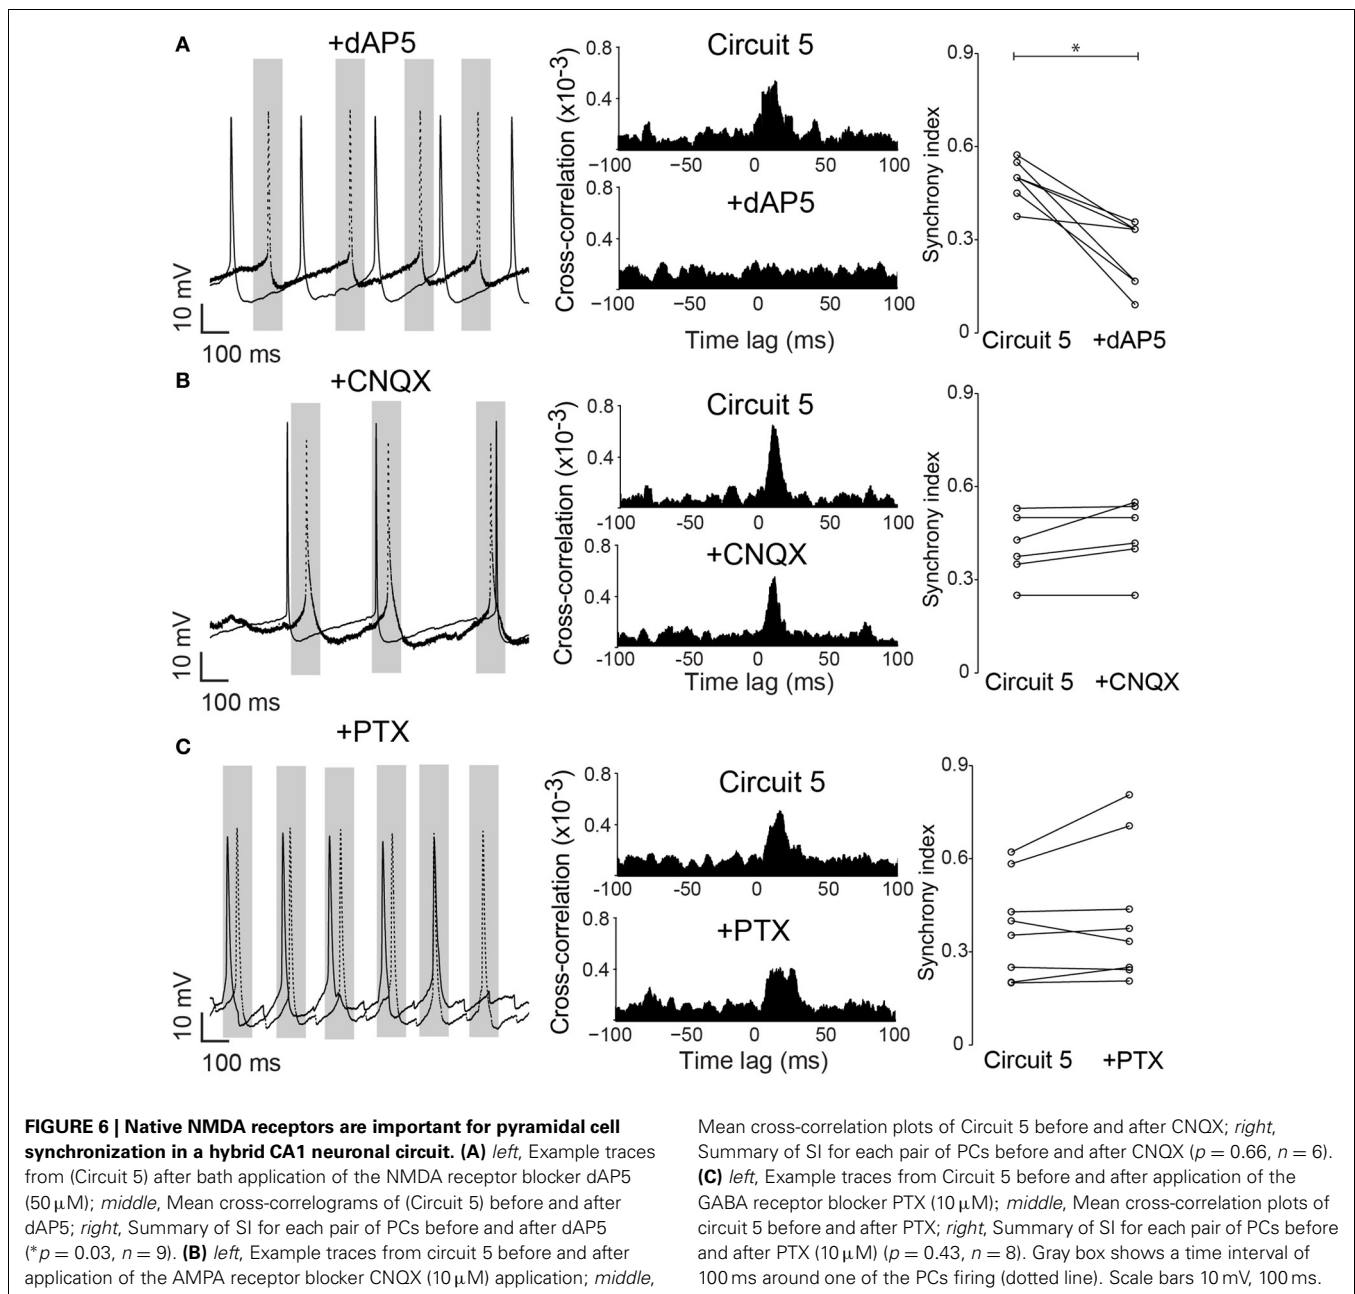 A
+dAP5
10 mV
100 ms
Cross-correlation (x10-3)
Circuit 5
0.8
0.4
−100 −50 0 50 100
+dAP5
0.8
0.4
−100 −50 0 50 100
Time lag (ms)
Synchrony index
0.9
0.6
0.3
0
*
Circuit 5 +dAP5
B
+CNQX
10 mV
100 ms
Cross-correlation (x10-3)
Circuit 5
0.8
0.4
-100 -50 0 50 100
+CNQX
0.8
0.4
-100 -50 0 50 100
Time lag (ms)
Synchrony index
0.9
0.6
0.3
0
Circuit 5 +CNQX
C
+PTX
10 mV
100 ms
Cross-correlation (x10-3)
Circuit 5
0.8
0.4
-100 -50 0 50 100
+PTX
0.8
0.4
−100 −50 0 50 100
Time lag (ms)
Synchrony index
0.9
0.6
0.3
0
Circuit 5 +PTX
FIGURE 6 | Native NMDA receptors are important for pyramidal cell
synchronization in a hybrid CA1 neuronal circuit. (A) left, Example traces
from (Circuit 5) after bath application of the NMDA receptor blocker dAP5
(50 μM); middle, Mean cross-correlograms of (Circuit 5) before and after
dAP5; right, Summary of SI for each pair of PCs before and after dAP5
(*p = 0.03, n = 9). (B) left, Example traces from circuit 5 before and after
application of the AMPA receptor blocker CNQX (10 μM) application; middle,
Mean cross-correlation plots of Circuit 5 before and after CNQX; right,
Summary of SI for each pair of PCs before and after CNQX (p = 0.66, n = 6).
(C) left, Example traces from Circuit 5 before and after application of the
GABA receptor blocker PTX (10 μM); middle, Mean cross-correlation plots of
circuit 5 before and after PTX; right, Summary of SI for each pair of PCs before
and after PTX (10 μM) (p = 0.43, n = 8). Gray box shows a time interval of
100 ms around one of the PCs firing (dotted line). Scale bars 10 mV, 100 ms.